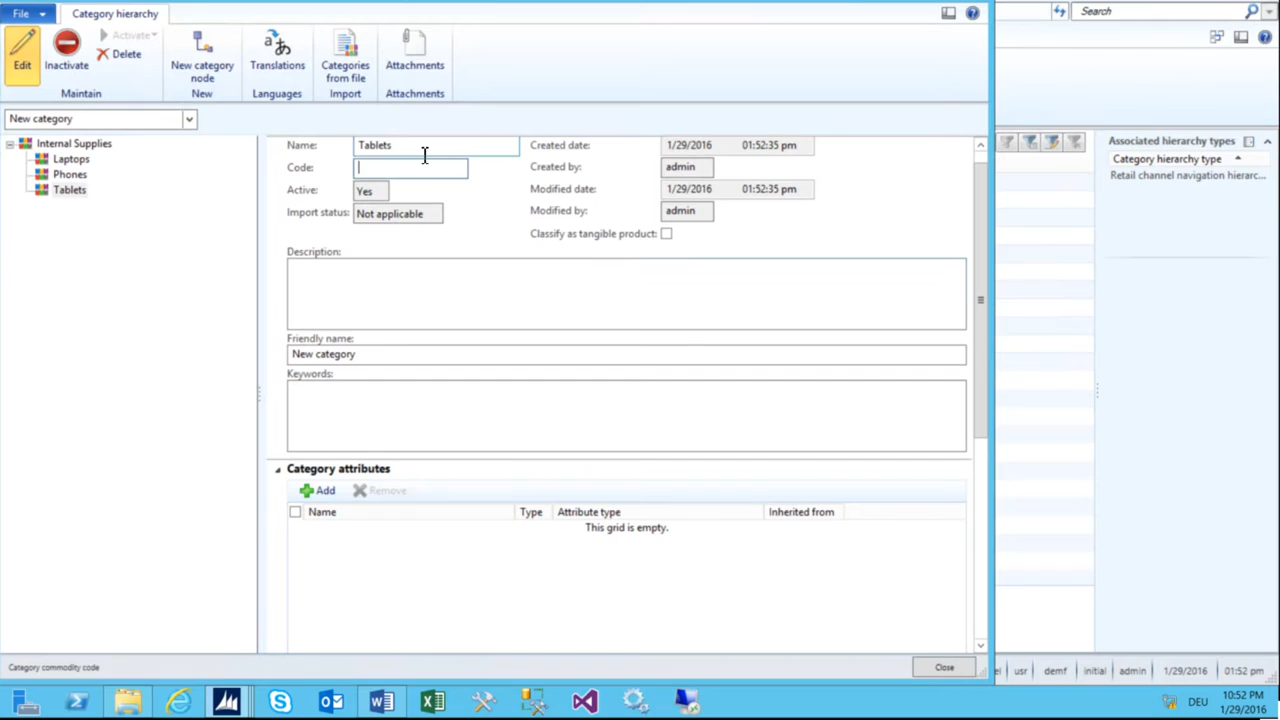 File
Category hierarchy
Search
Edit
Inactivate
Activate
Delete
New category node
Translations
Categories from file
Attachments
Maintain
New
Languages
Import
Attachments
New category
Internal Supplies
Laptops
Phones
Tablets
Name: Tablets
Code:
Active: Yes
Import status: Not applicable
Created date: 1/29/2016 01:52:35 pm
Created by: admin
Modified date: 1/29/2016 01:52:35 pm
Modified by: admin
Classify as tangible product:
Description:
Friendly name:
New category
Keywords:
Category attributes
Add Remove
Name Type Attribute type Inherited from
This grid is empty.
Associated hierarchy types
Category hierarchy type
Retail channel navigation hierarc...
Category commodity code
Close
usr demf initial admin 1/29/2016 01:52 pm
DEU
10:52 PM
1/29/2016